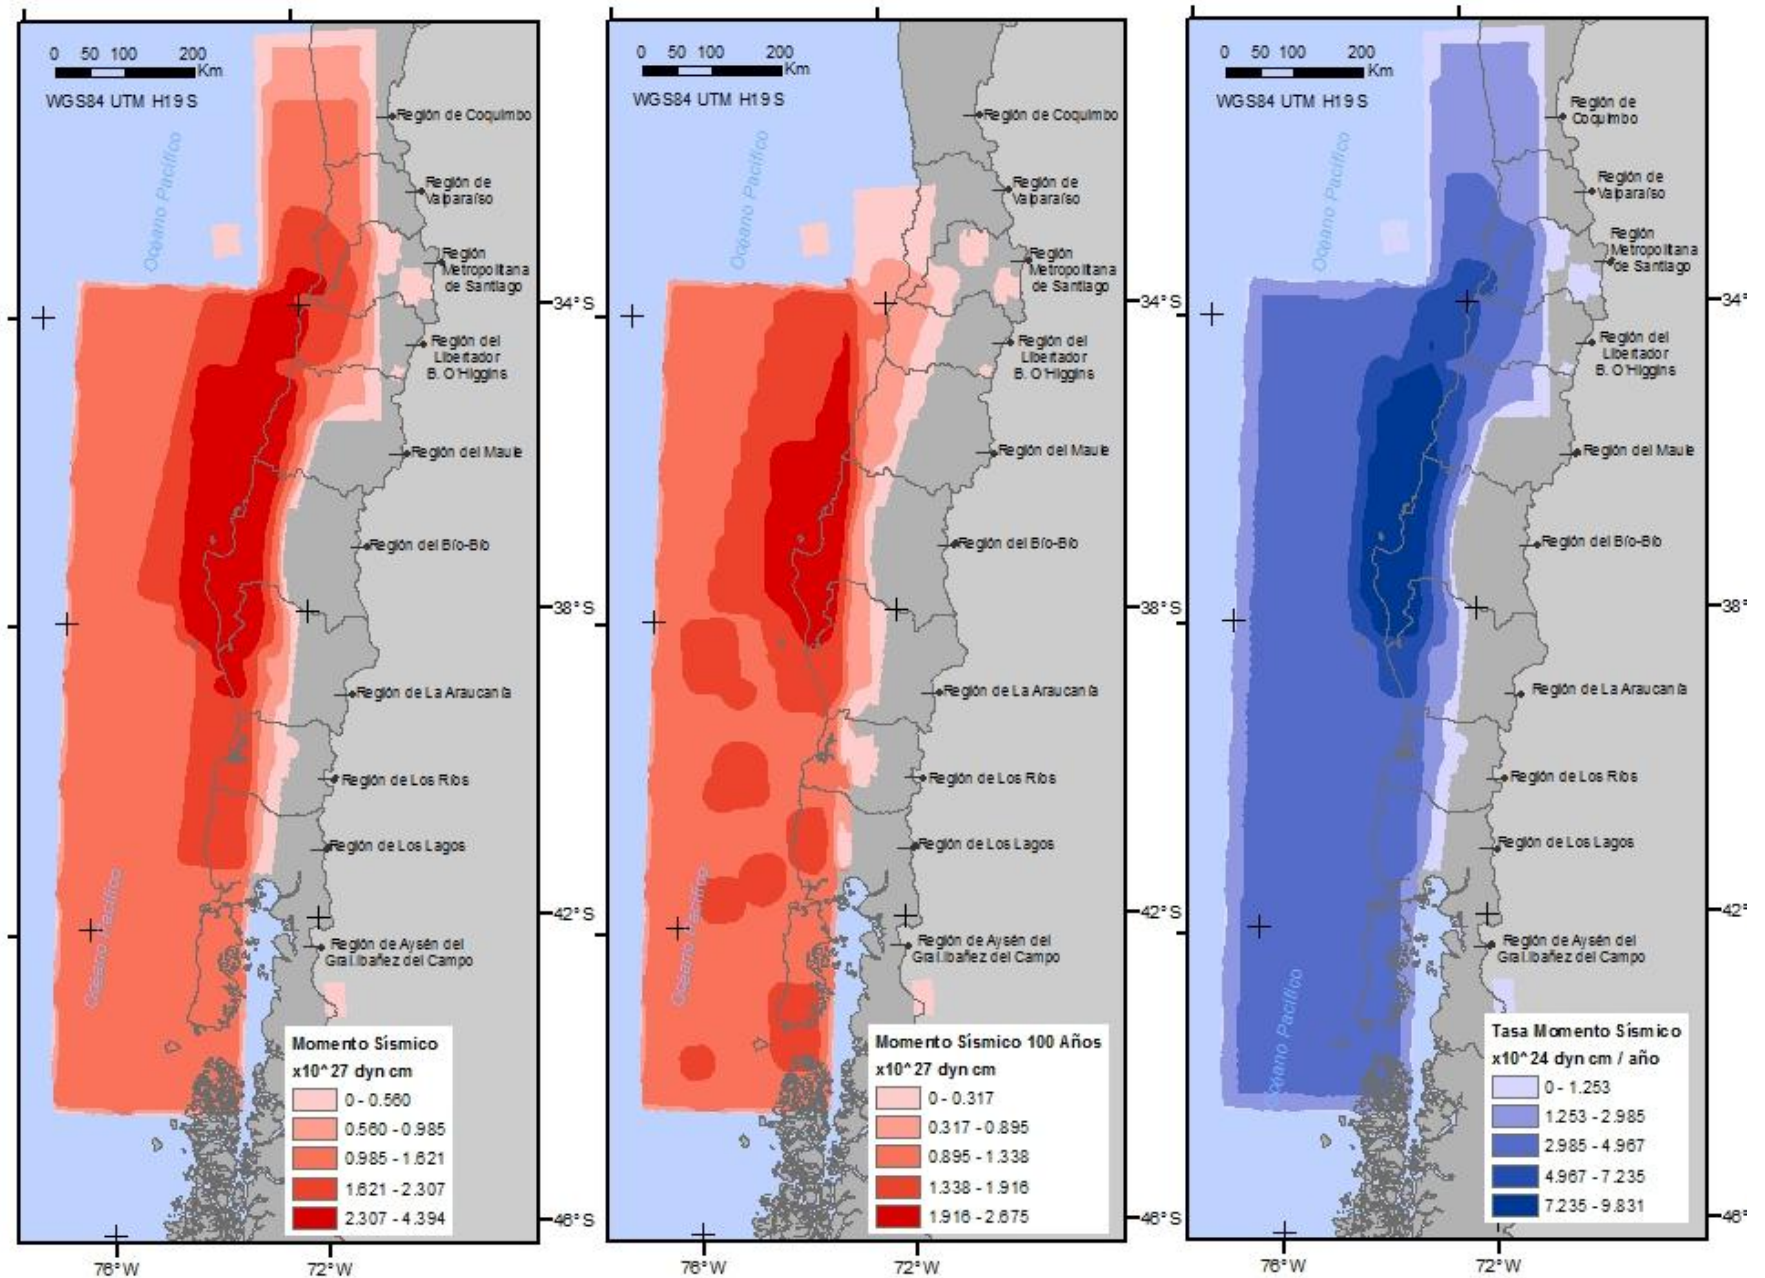 0 50 100 200
Km
WGS84 UTM H19 S
Océano Pacífico
Región de Coquimbo
Región de
Valparaíso
Región
Metropolitana
de Santiago
34°S
Región del
Libertador
B. O'Higgins
Región del Maule
Región del Bío-Bío
38°S
Región de La Araucanía
Región de Los Ríos
Región de Los Lagos
Océano Pacífico
42°S
Región de Aysén del
Gral.Ibañez del Campo
Momento Sísmico
x10^27 dyn cm
0 - 0.560
0.560 - 0.985
0.985 - 1.621
1.621 - 2.307
2.307 - 4.394
46°S
76°W
72°W
0 50 100 200
Km
WGS84 UTM H19 S
Océano Pacífico
Región de Coquimbo
Región de
Valparaíso
Región
Metropolitana
de Santiago
34°S
Región del
Libertador
B. O'Higgins
Región del Maule
Región del Bío-Bío
38°S
Región de La Araucanía
Región de Los Ríos
Región de Los Lagos
Océano Pacífico
42°S
Región de Aysén del
Gral.Ibañez del Campo
Momento Sísmico 100 Años
x10^27 dyn cm
0 - 0.317
0.317 - 0.895
0.895 - 1.338
1.338 - 1.916
1.916 - 2.675
46°S
76°W
72°W
0 50 100 200
Km
WGS84 UTM H19 S
Océano Pacífico
Región de
Coquimbo
Región de
Valparaíso
Región
Metropolitana
de Santiago
34°
Región del
Libertador
B. O'Higgins
Región del Maule
Región del Bío-Bío
38°
Región de La Araucanía
Región de Los Ríos
Región de Los Lagos
42°
Región de Aysén del
Gral.Ibañez del Campo
Océano Pacífico
Tasa Momento Sísmico
x10^24 dyn cm / año
0 - 1.253
1.253 - 2.985
2.985 - 4.967
4.967 - 7.235
7.235 - 9.831
46°
76°W
72°W